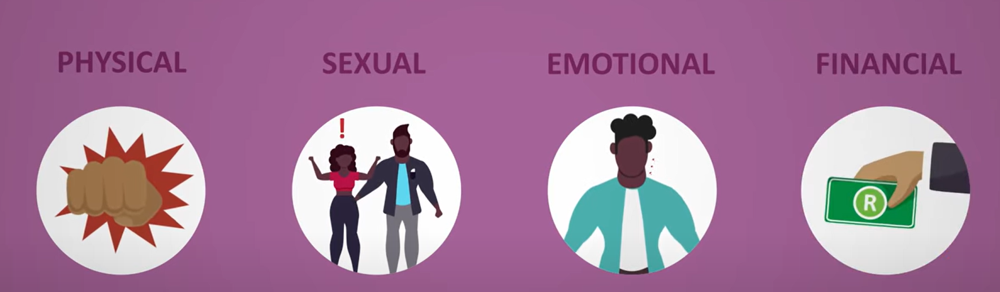 PHYSICAL
SEXUAL
EMOTIONAL
FINANCIAL
!
R